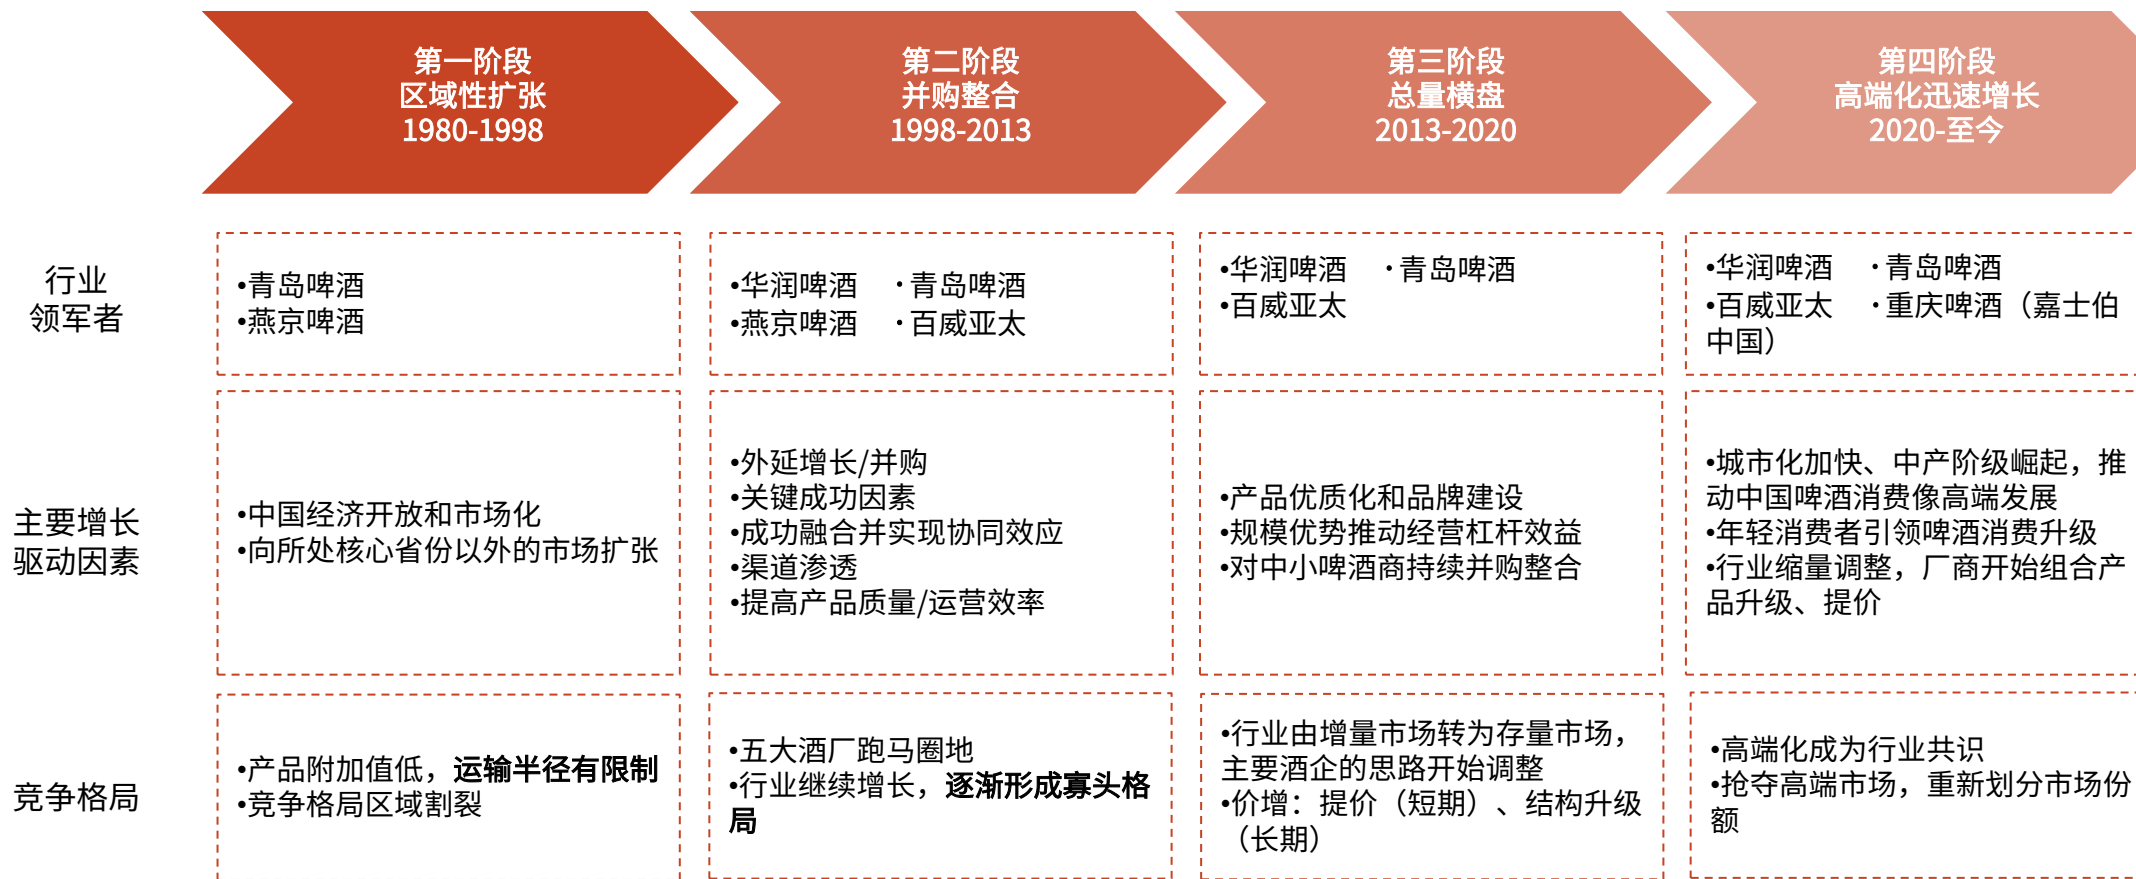 第一阶段
区域性扩张
1980-1998
第二阶段
并购整合
1998-2013
第三阶段
总量横盘
2013-2020
第四阶段
高端化迅速增长
2020-至今
行业
领军者
•青岛啤酒
•燕京啤酒
•华润啤酒 ·青岛啤酒
•燕京啤酒 ·百威亚太
•华润啤酒 ·青岛啤酒
•百威亚太
•华润啤酒 ·青岛啤酒
•百威亚太 ·重庆啤酒（嘉士伯
中国）
主要增长
驱动因素
•中国经济开放和市场化
•向所处核心省份以外的市场扩张
•外延增长/并购
•关键成功因素
•成功融合并实现协同效应
•渠道渗透
•提高产品质量/运营效率
•产品优质化和品牌建设
•规模优势推动经营杠杆效益
•对中小啤酒商持续并购整合
•城市化加快、中产阶级崛起，推
动中国啤酒消费像高端发展
•年轻消费者引领啤酒消费升级
•行业缩量调整，厂商开始组合产
品升级、提价
竞争格局
•产品附加值低，运输半径有限制
•竞争格局区域割裂
•五大酒厂跑马圈地
•行业继续增长，逐渐形成寡头格
局
•行业由增量市场转为存量市场，
主要酒企的思路开始调整
•价增：提价（短期）、结构升级
（长期）
•高端化成为行业共识
•抢夺高端市场，重新划分市场份
额